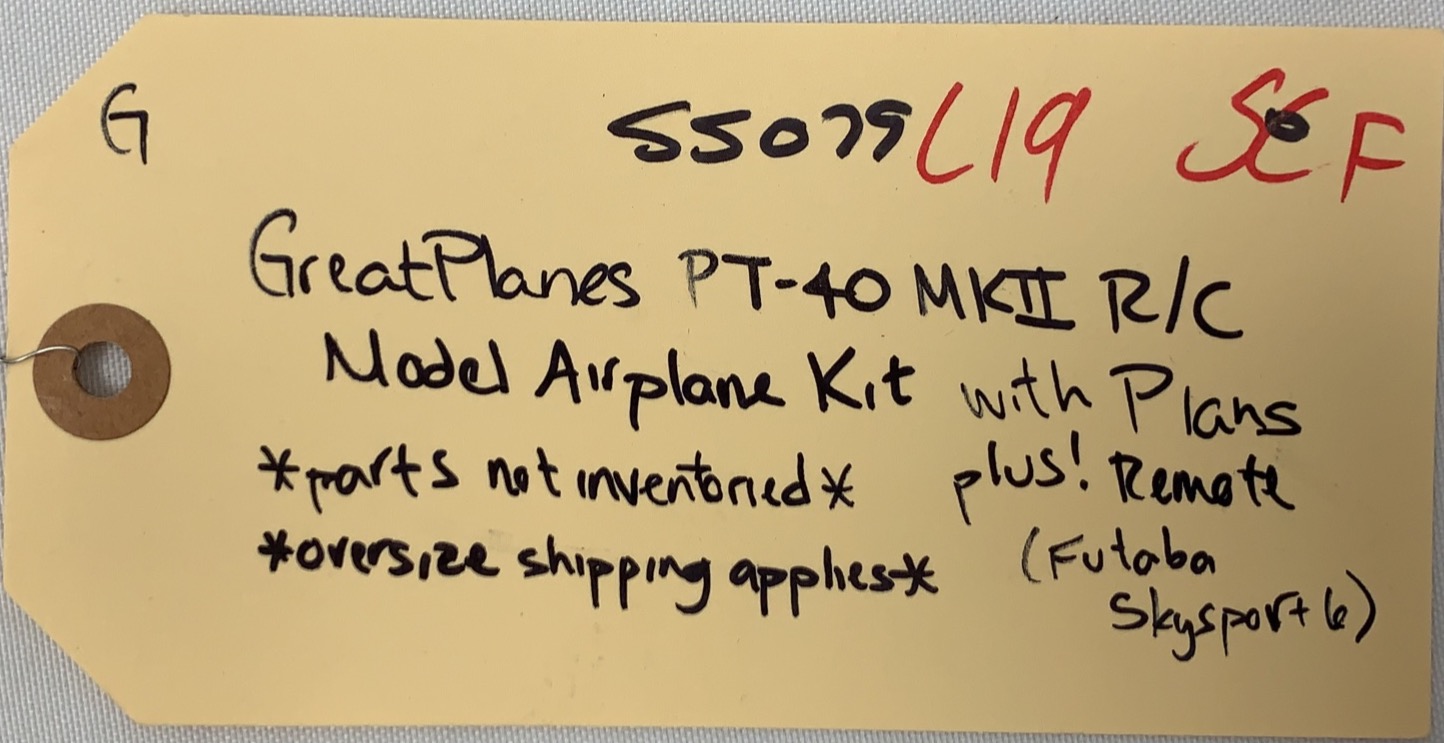 G
55079 L19 SCF
GreatPlanes PT-40 MKII R/C
Model Airplane Kit with Plans
*parts not inventoried* plus! Remote
*oversize shipping applies* (Futaba
Skysport 6)